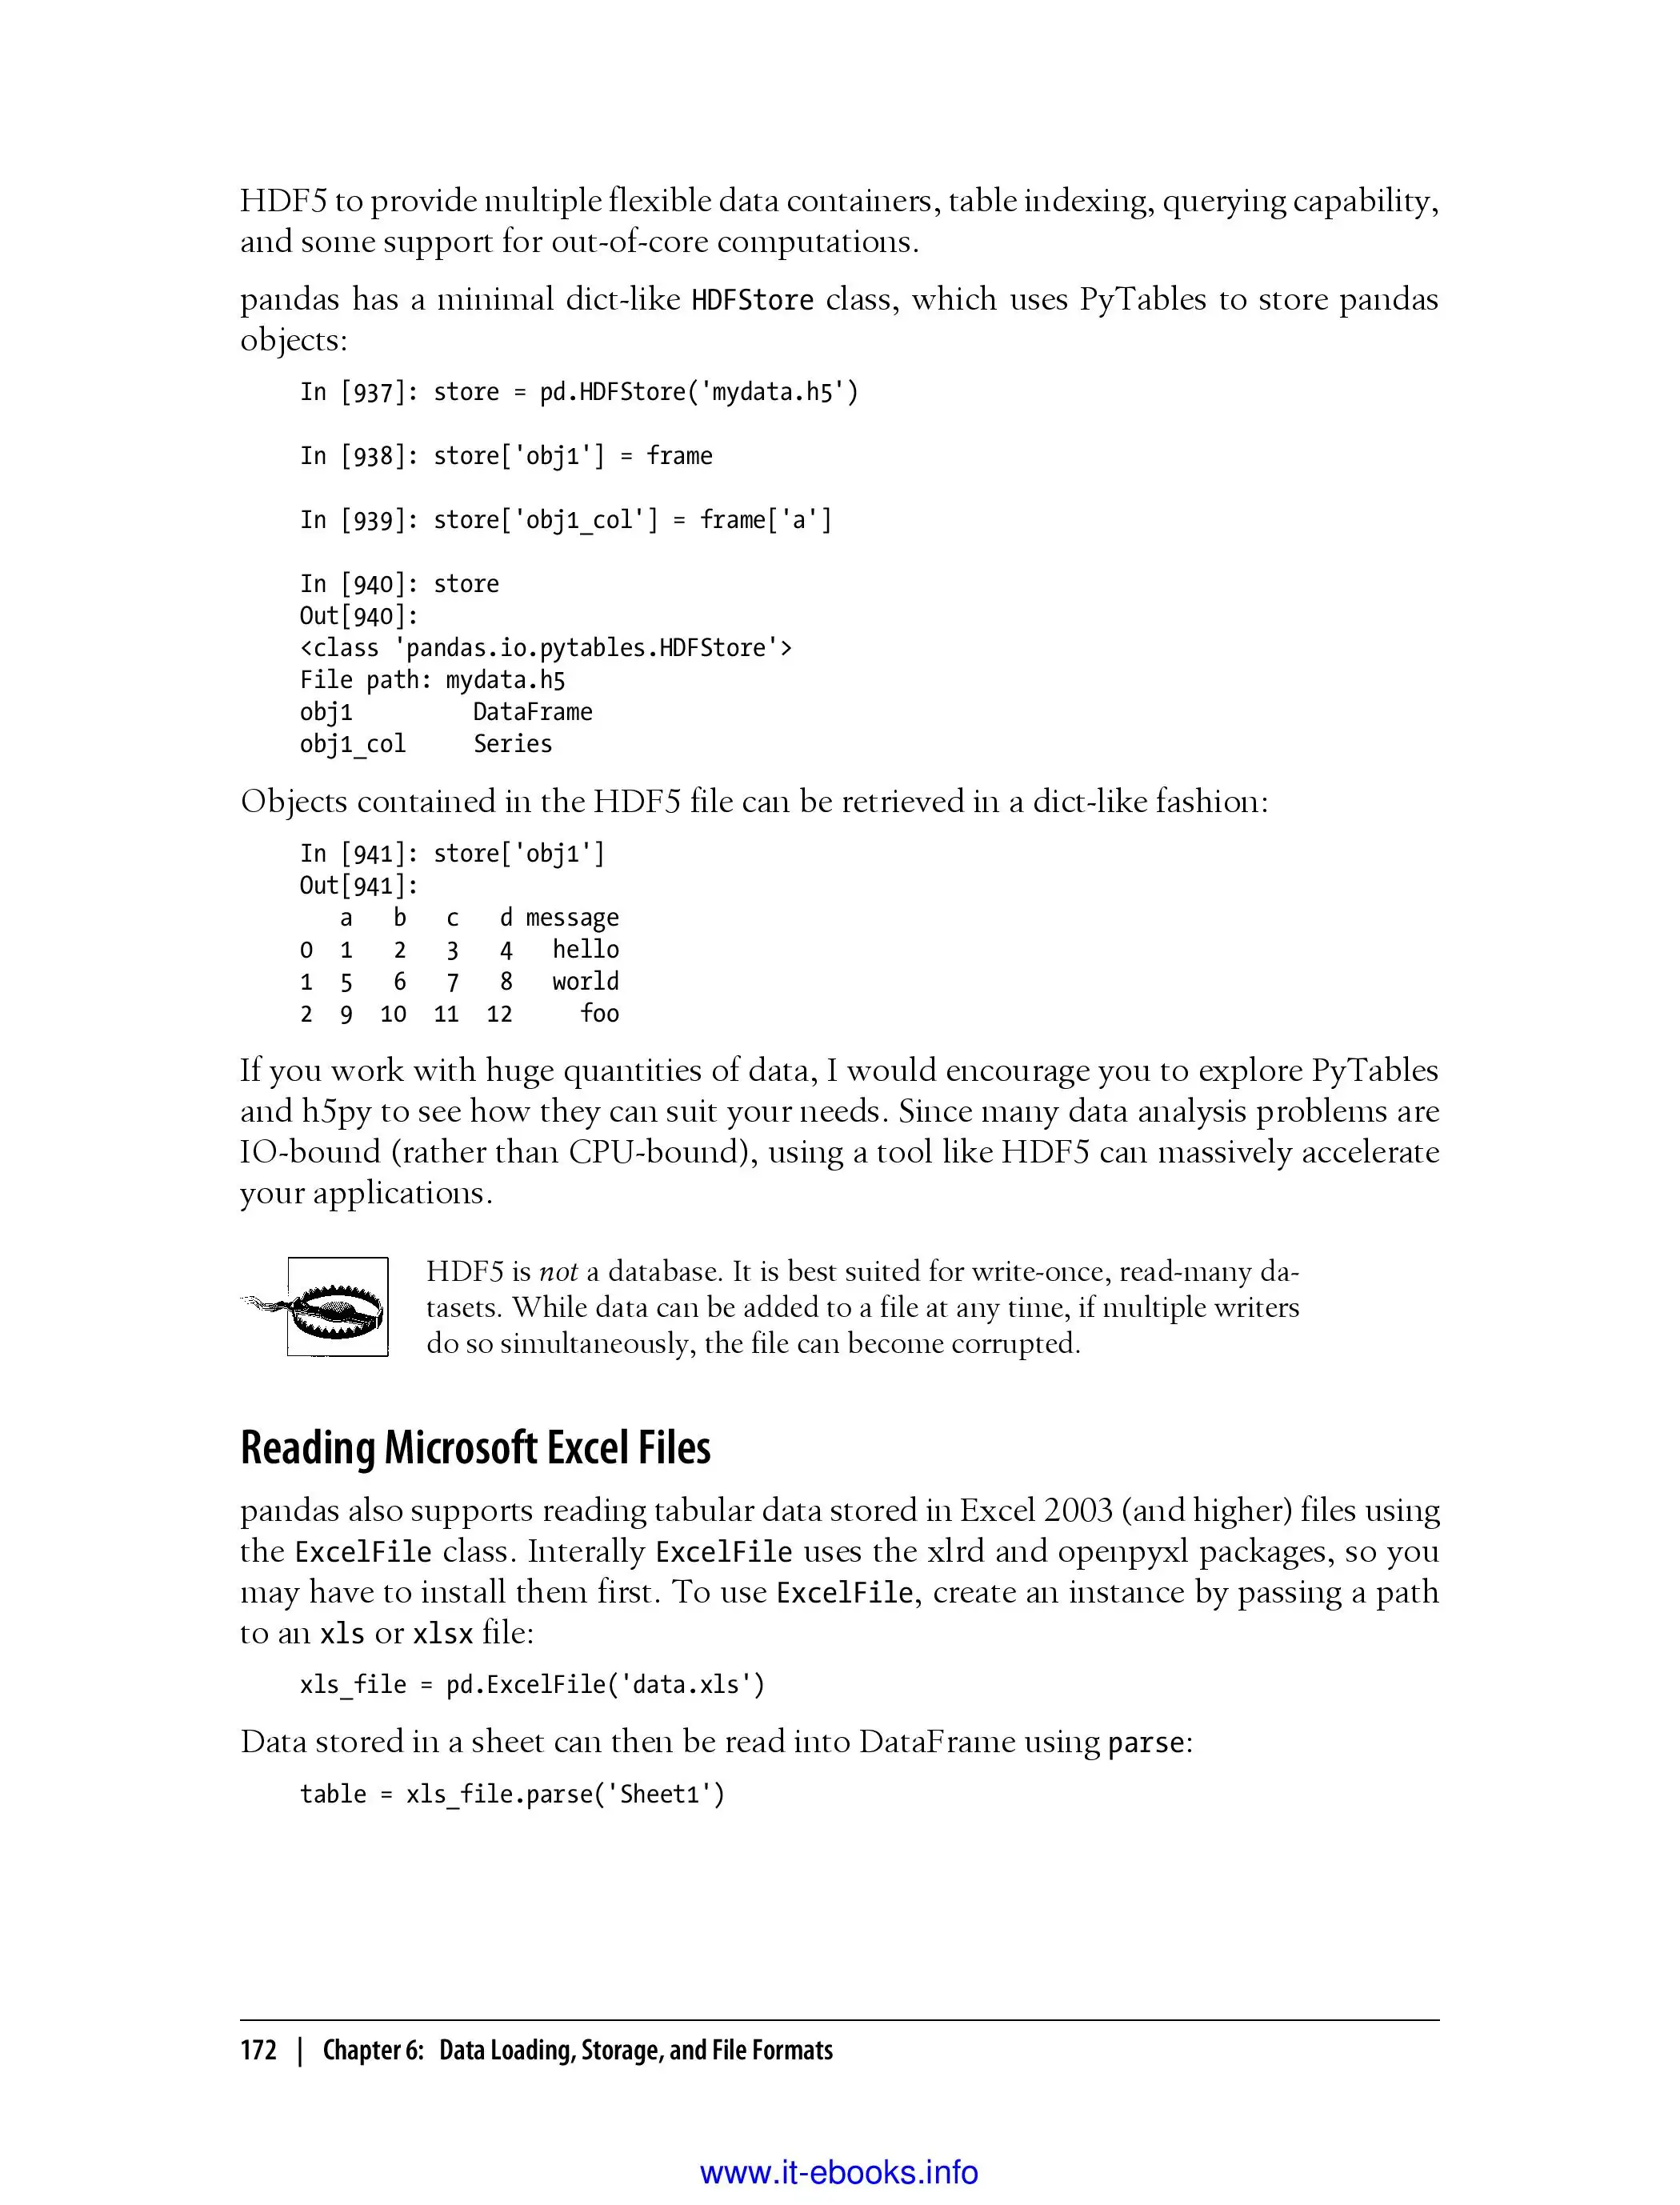 HDF5 to provide multiple flexible data containers, table indexing, querying capability,
and some support for out-of-core computations.
pandas has a minimal dict-like HDFStore class, which uses PyTables to store pandas
objects:
In [937]: store = pd.HDFStore('mydata.h5')
In [938]: store['obj1'] = frame
In [939]: store['obj1_col'] = frame['a']
In [940]: store
Out[940]:
<class 'pandas.io.pytables.HDFStore'>
File path: mydata.h5
obj1         DataFrame
obj1_col     Series
Objects contained in the HDF5 file can be retrieved in a dict-like fashion:
In [941]: store['obj1']
Out[941]:
   a   b   c   d message
0  1   2   3   4   hello
1  5   6   7   8   world
2  9  10  11  12     foo
If you work with huge quantities of data, I would encourage you to explore PyTables
and h5py to see how they can suit your needs. Since many data analysis problems are
IO-bound (rather than CPU-bound), using a tool like HDF5 can massively accelerate
your applications.
HDF5 is not a database. It is best suited for write-once, read-many da-
tasets. While data can be added to a file at any time, if multiple writers
do so simultaneously, the file can become corrupted.
Reading Microsoft Excel Files
pandas also supports reading tabular data stored in Excel 2003 (and higher) files using
the ExcelFile class. Interally ExcelFile uses the xlrd and openpyxl packages, so you
may have to install them first. To use ExcelFile, create an instance by passing a path
to an xls or xlsx file:
xls_file = pd.ExcelFile('data.xls')
Data stored in a sheet can then be read into DataFrame using parse:
table = xls_file.parse('Sheet1')
172 | Chapter 6: Data Loading, Storage, and File Formats
www.it-ebooks.info